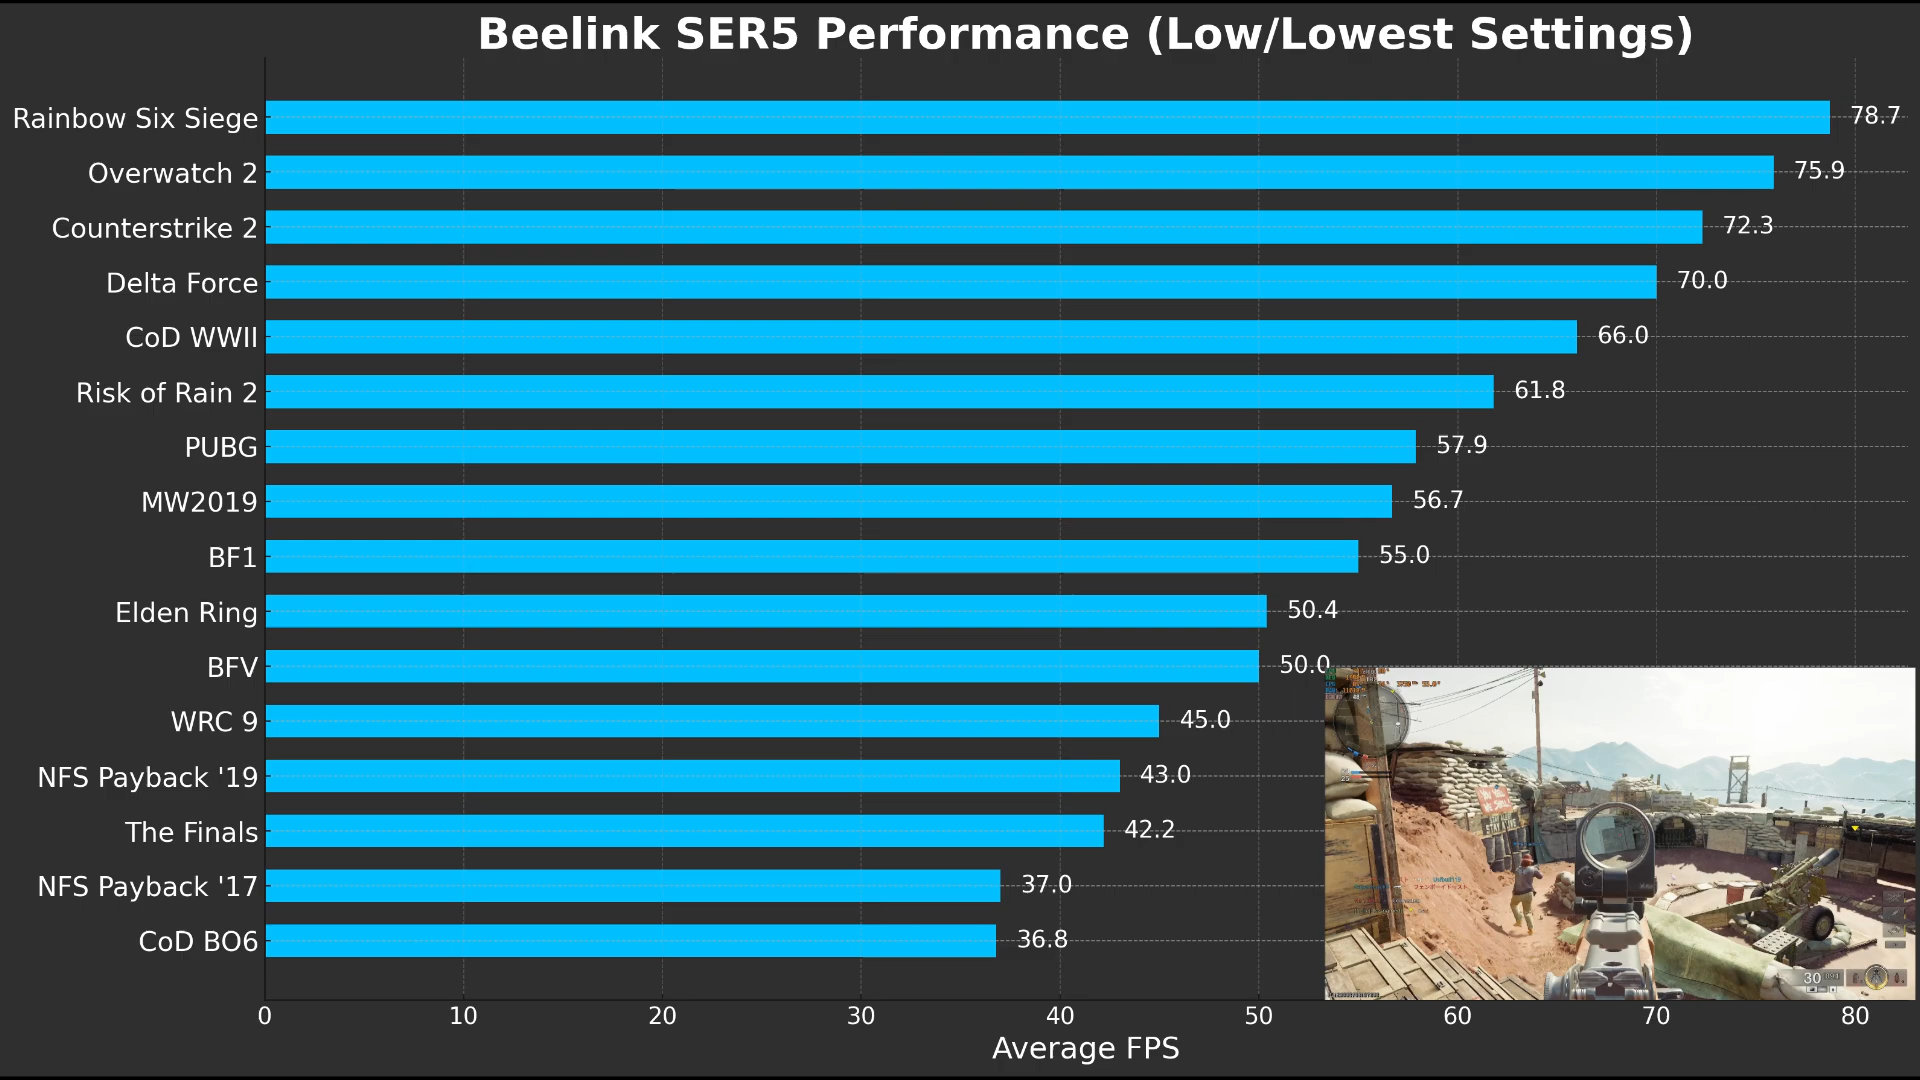 Beelink SER5 Performance (Low/Lowest Settings)
Rainbow Six Siege 78.7
Overwatch 2 75.9
Counterstrike 2 72.3
Delta Force 70.0
CoD WWII 66.0
Risk of Rain 2 61.8
PUBG 57.9
MW2019 56.7
BF1 55.0
Elden Ring 50.4
BFV 50.0
WRC 9 45.0
NFS Payback '19 43.0
The Finals 42.2
NFS Payback '17 37.0
CoD BO6 36.8
STAY ALIVE
30
0 10 20 30 40 50 60 70 80
Average FPS